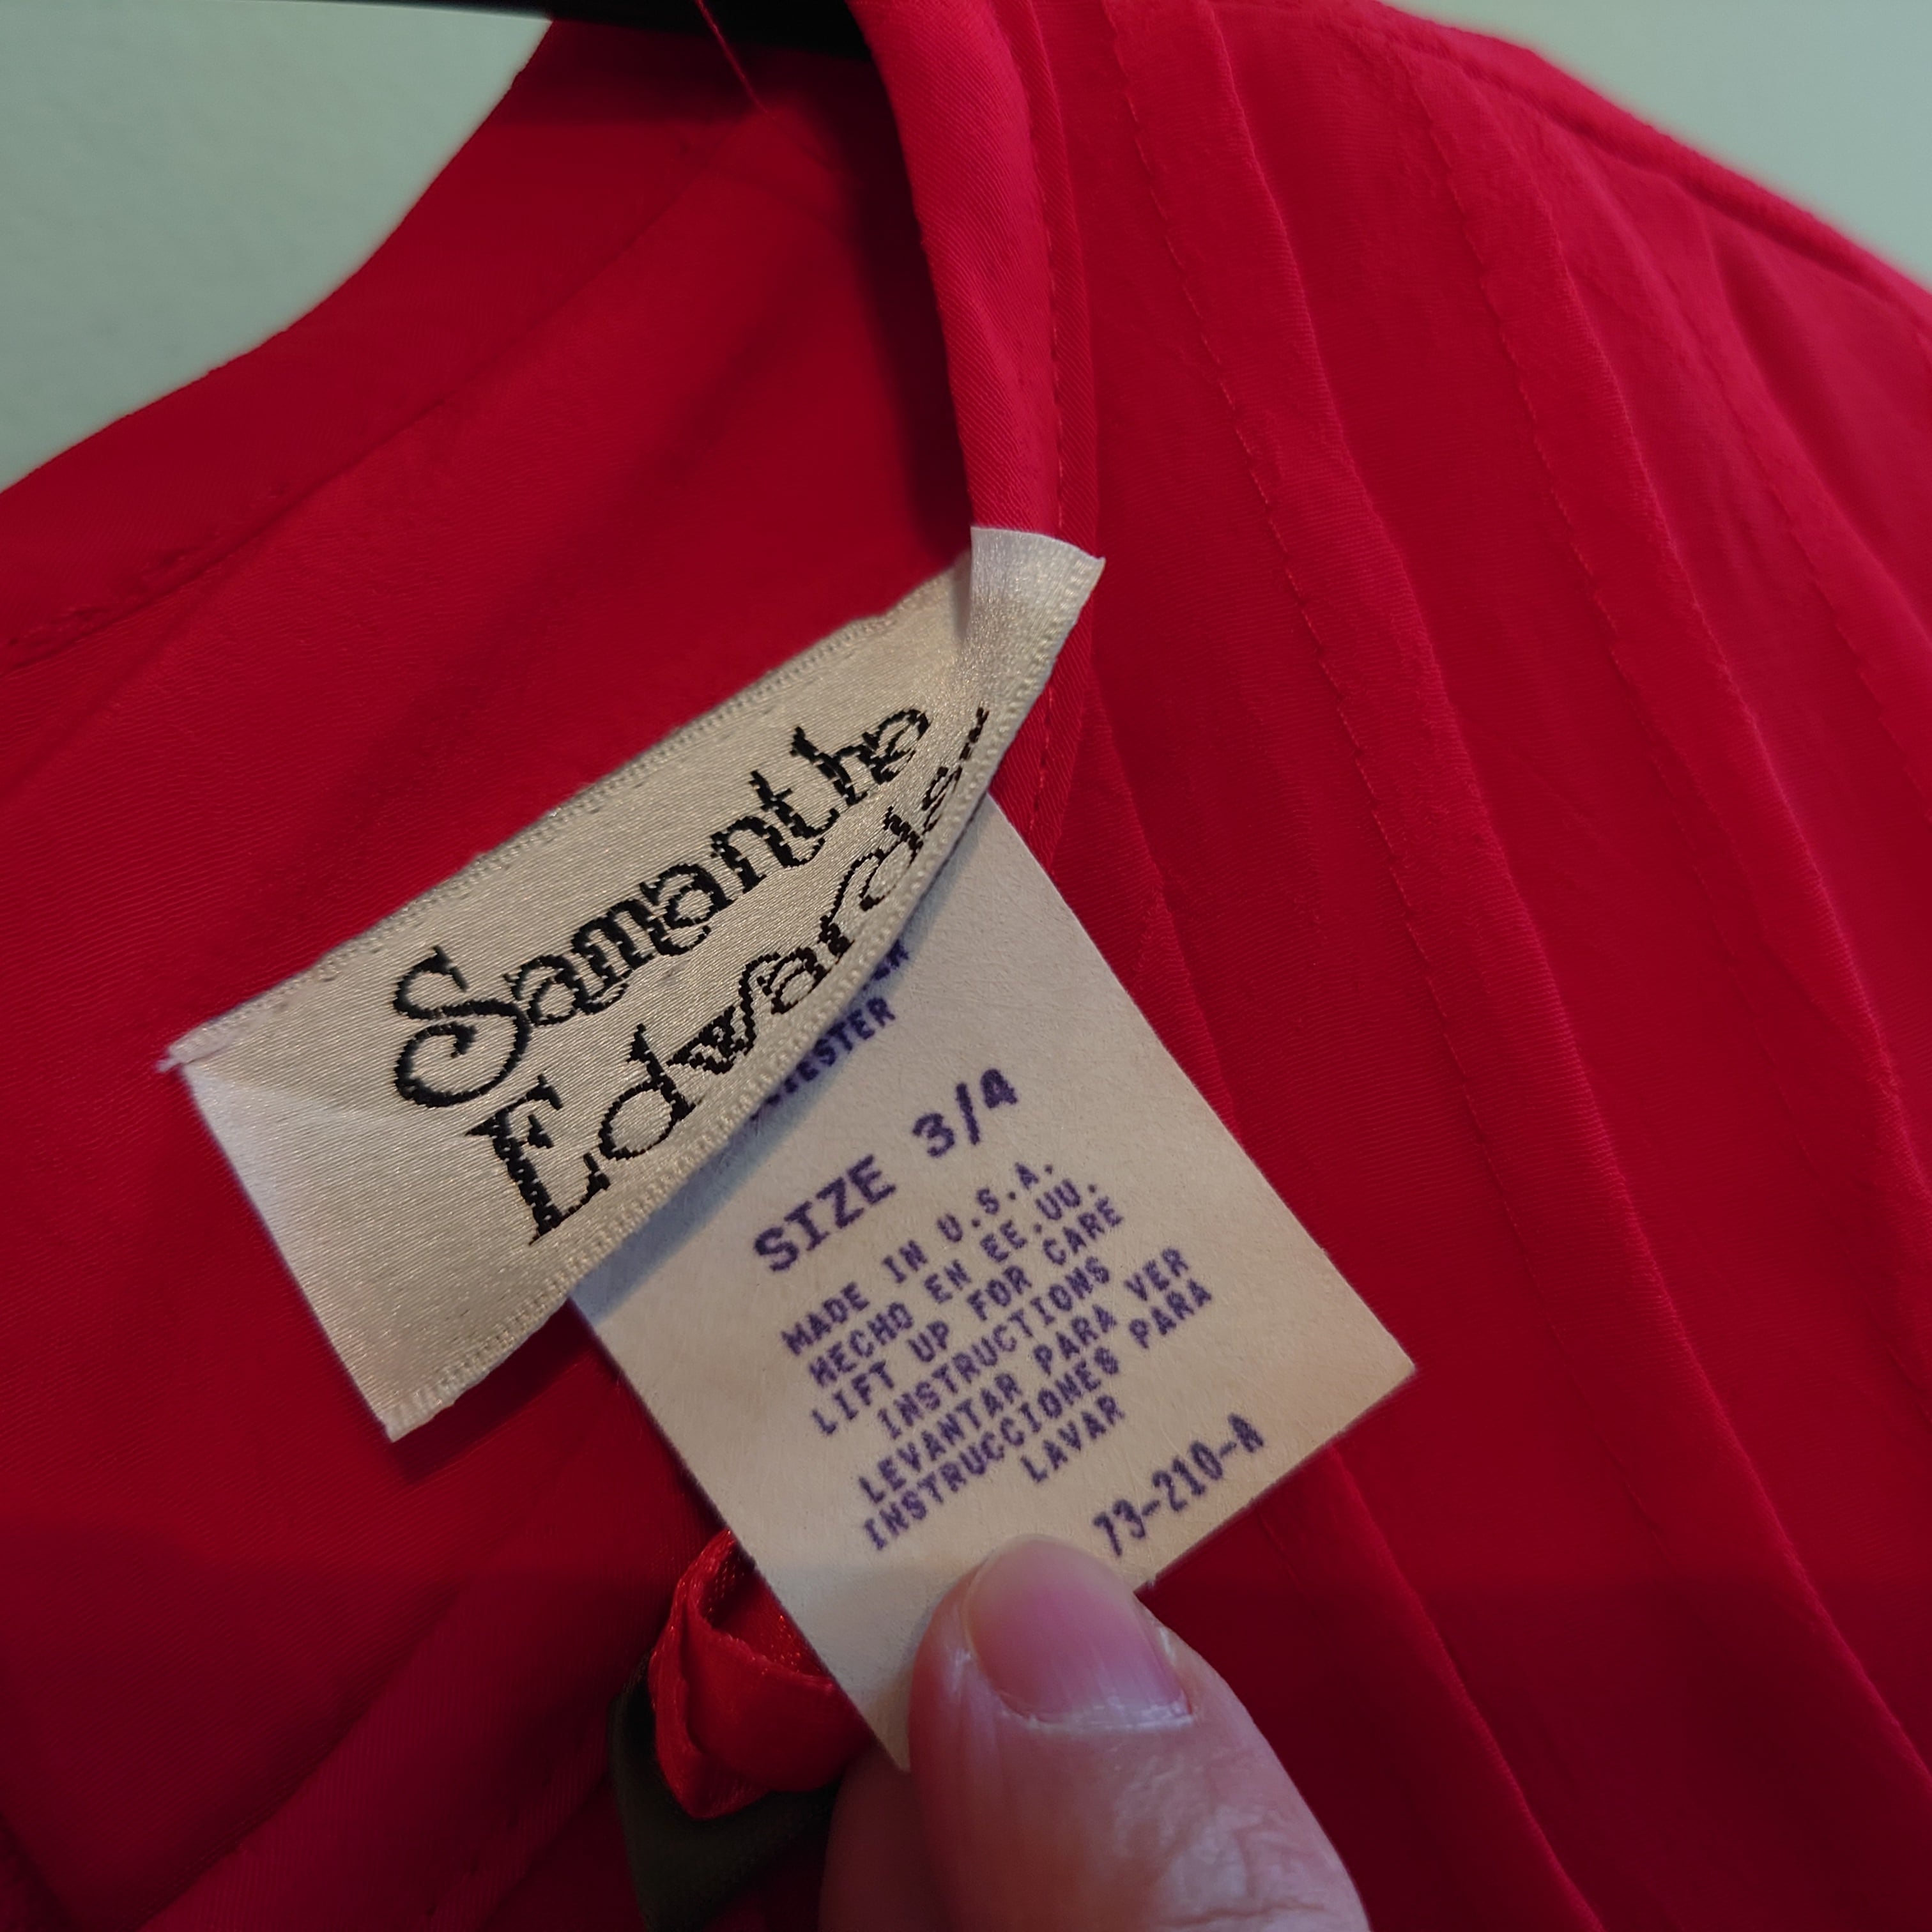 Samantha
Edwards
SIZE 3/4
MADE IN U.S.A.
HECHO EN EE.UU.
LIFT UP FOR CARE
INSTRUCTIONS
LEVANTAR PARA VER
INSTRUCCIONES PARA
LAVAR
73-210-A